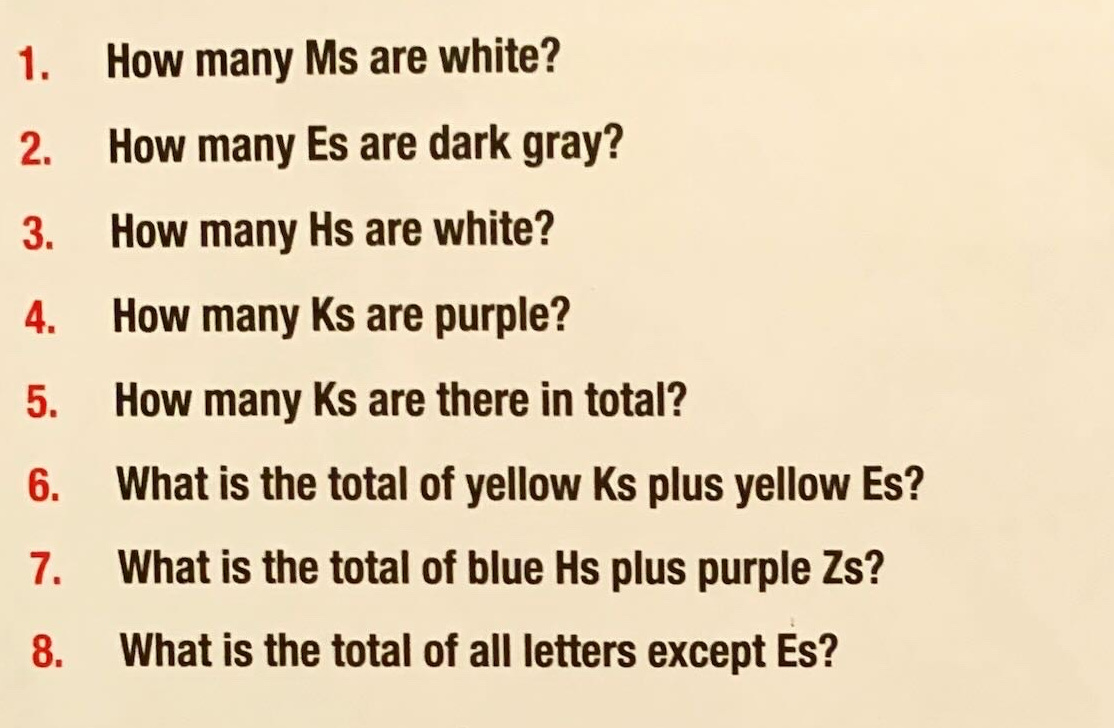 1. How many Ms are white?
2. How many Es are dark gray?
3. How many Hs are white?
4. How many Ks are purple?
5. How many Ks are there in total?
6. What is the total of yellow Ks plus yellow Es?
7. What is the total of blue Hs plus purple Zs?
8. What is the total of all letters except Es?